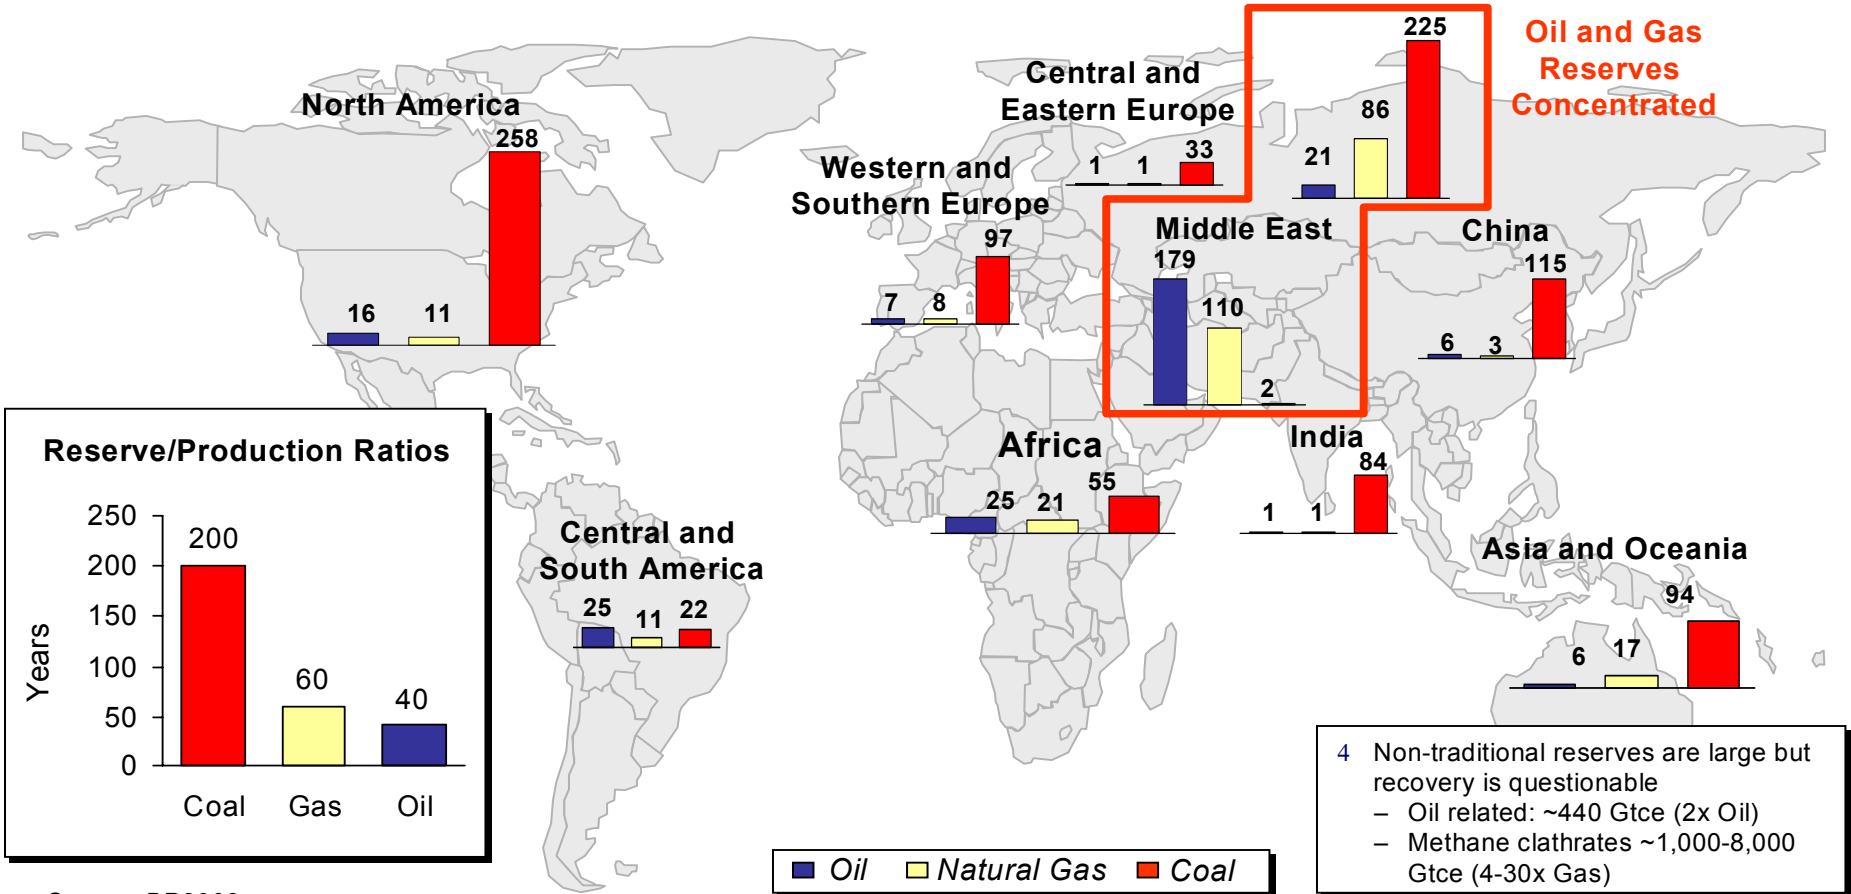 Oil and Gas
Reserves
Concentrated
225
86
21
Central and
Eastern Europe
1 1 33
North America
258
16 11
Western and
Southern Europe
97
7 8
Middle East
179
110
2
China
115
6 3
Africa
25 21 55
India
84
1 1
Central and
South America
25 11 22
Asia and Oceania
94
6 17
Reserve/Production Ratios
Years
250
200
150
100
50
0
200
60
40
Coal Gas Oil
Oil Natural Gas Coal
4 Non-traditional reserves are large but
recovery is questionable
– Oil related: ~440 Gtce (2x Oil)
– Methane clathrates ~1,000-8,000
Gtce (4-30x Gas)